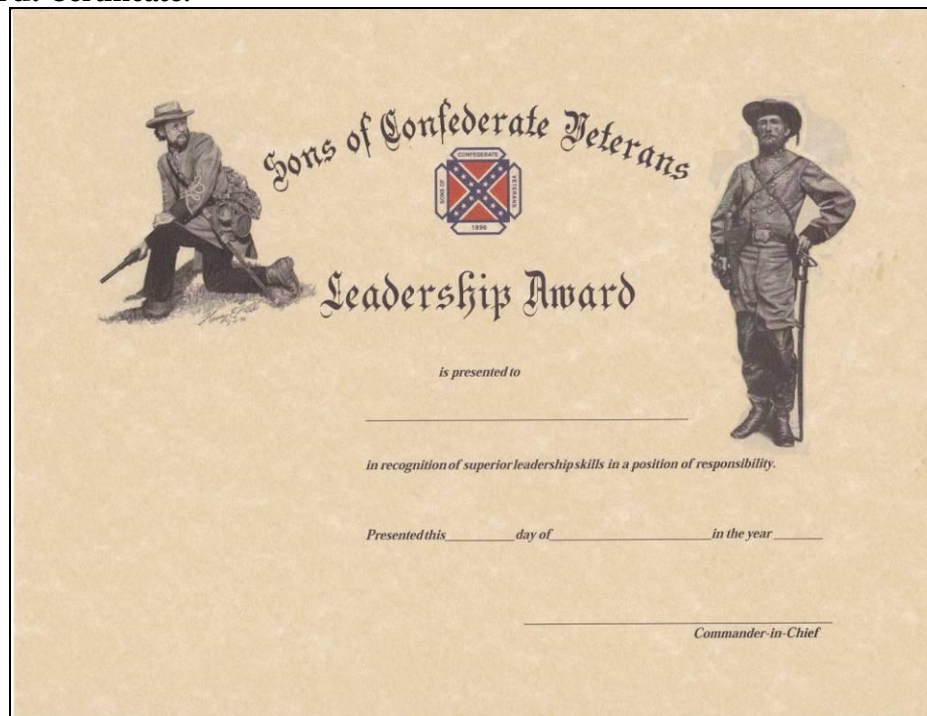 Certificate:
Sons of Confederate Veterans
CONFEDERATE
SONS OF
VETERANS
1896
Leadership Award
is presented to
in recognition of superior leadership skills in a position of responsibility.
Presented this day of in the year
Commander-in-Chief